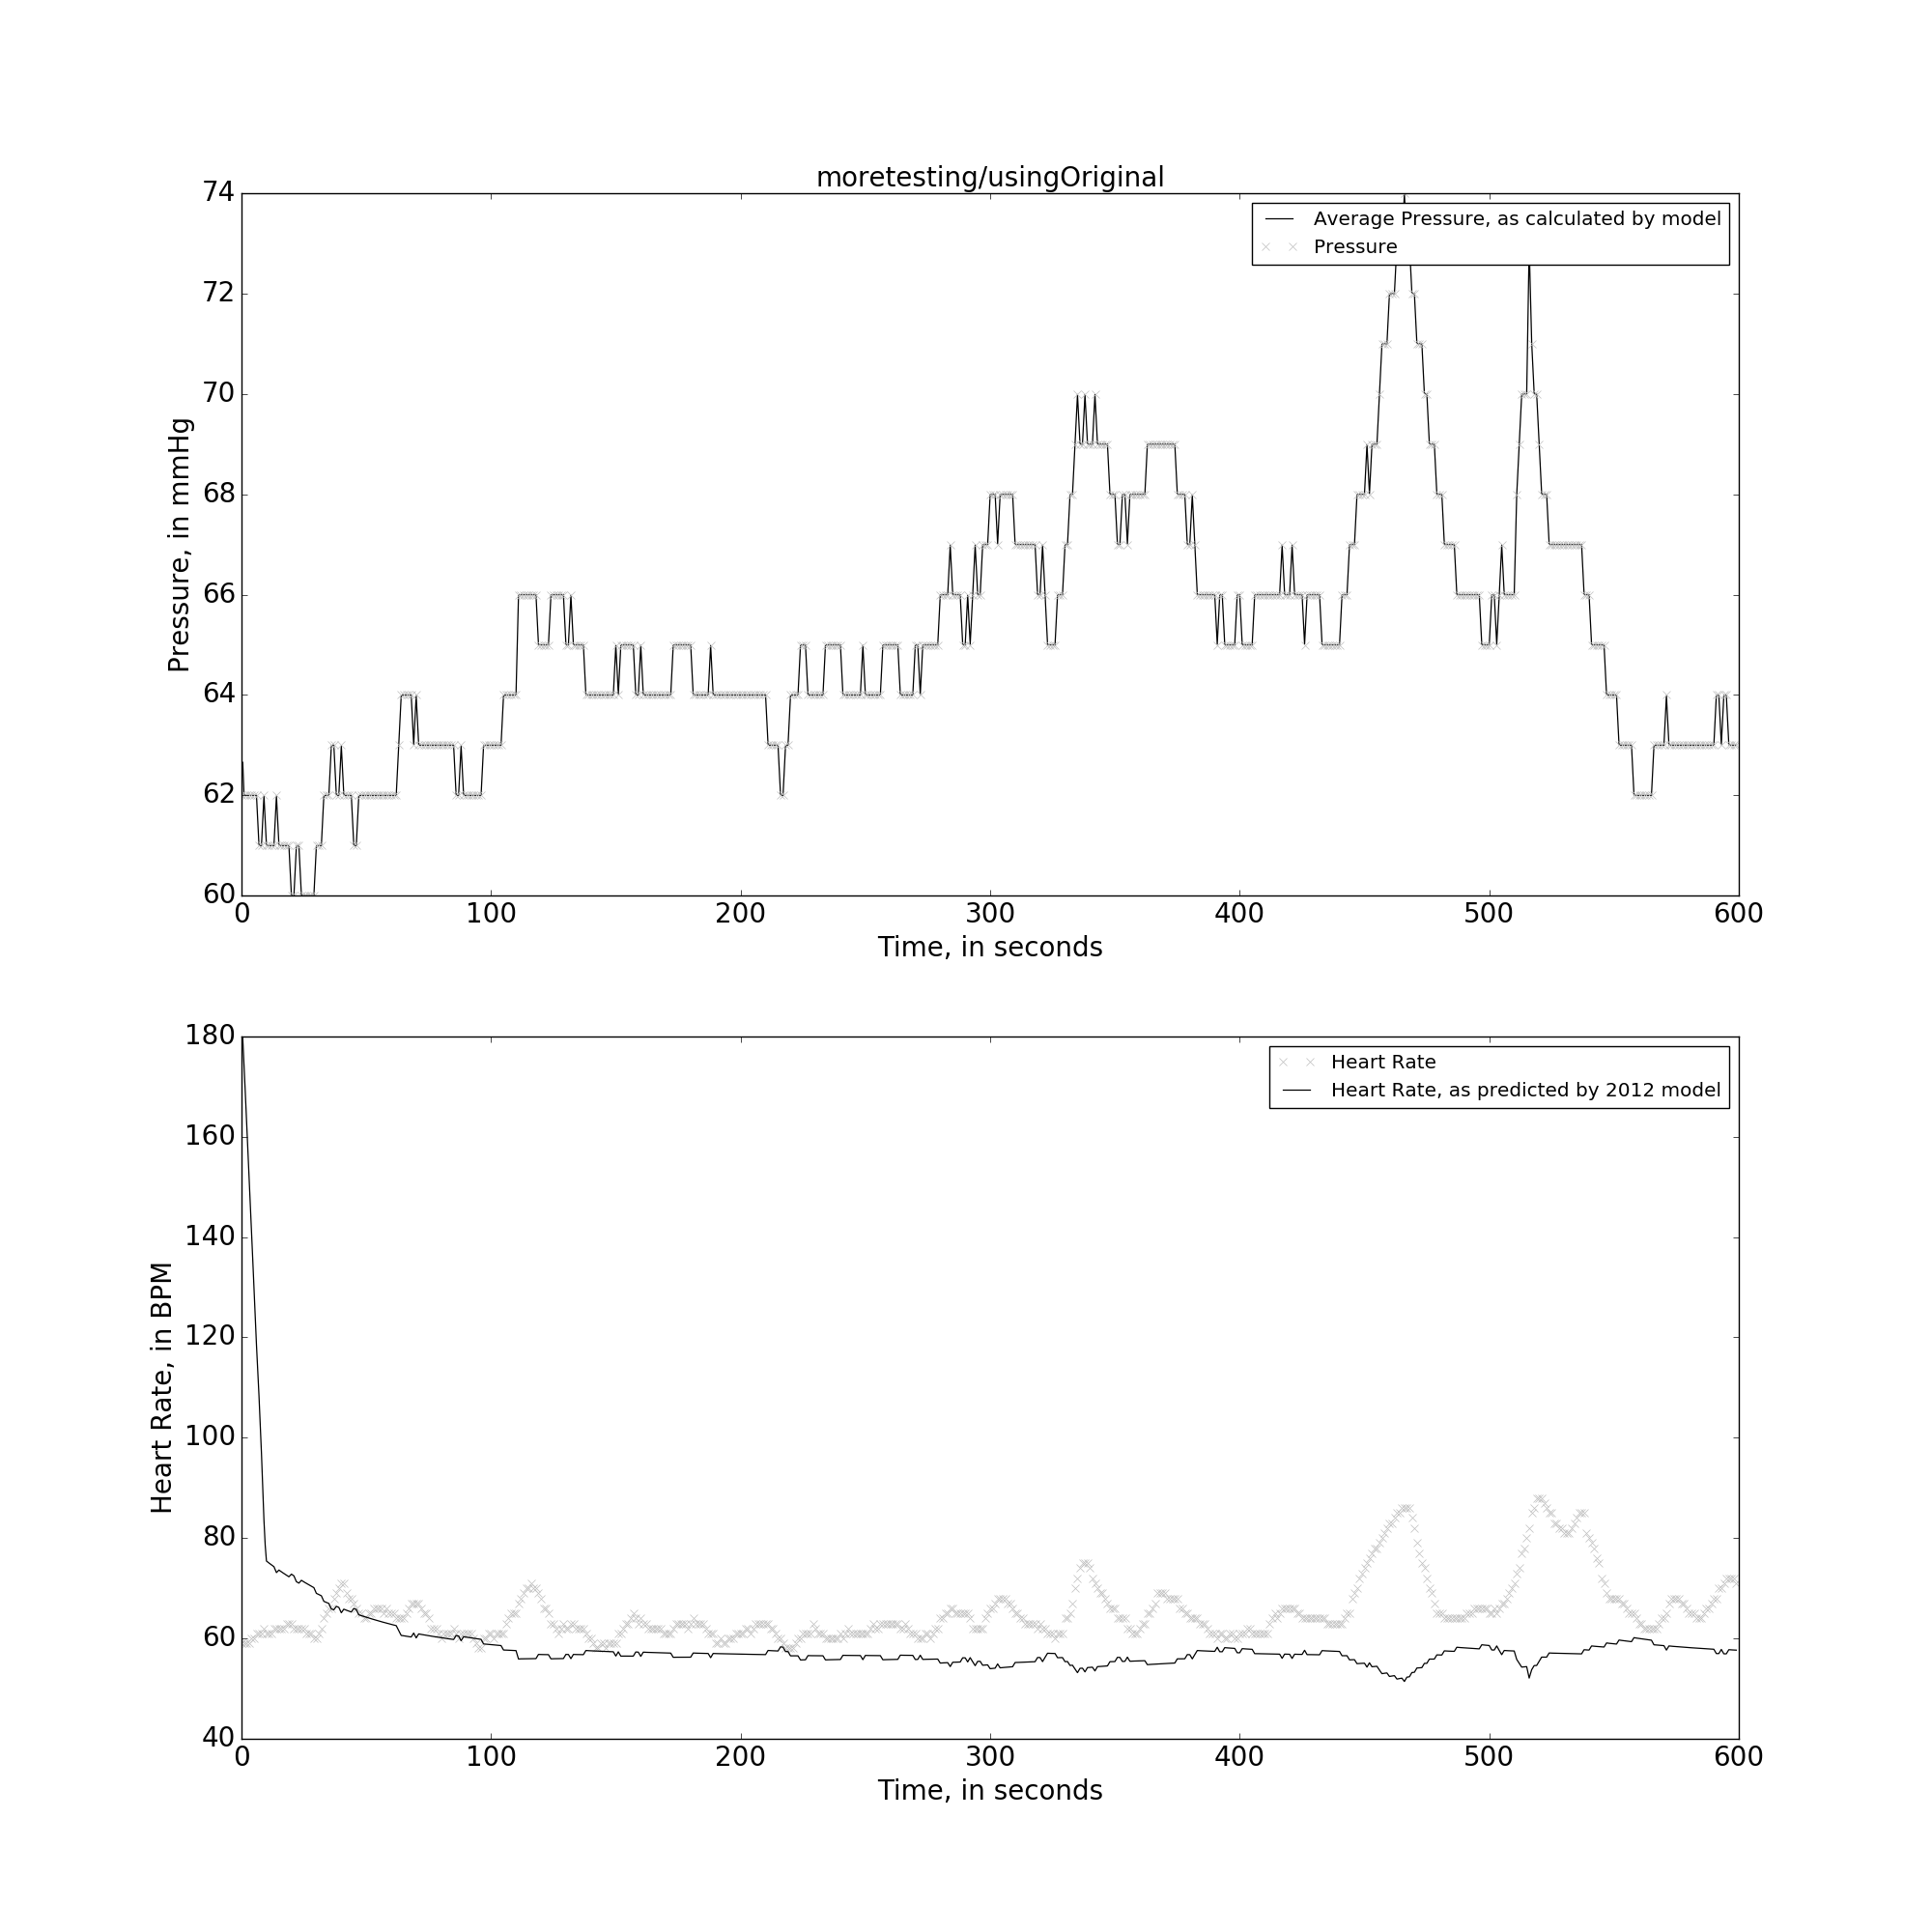 moretesting/usingOriginal
74
72
70
68
66
64
62
60
Pressure, in mmHg
Average Pressure, as calculated by model
Pressure
0 100 200 300 400 500 600
Time, in seconds
180
160
140
120
100
80
60
40
Heart Rate, in BPM
Heart Rate
Heart Rate, as predicted by 2012 model
0 100 200 300 400 500 600
Time, in seconds